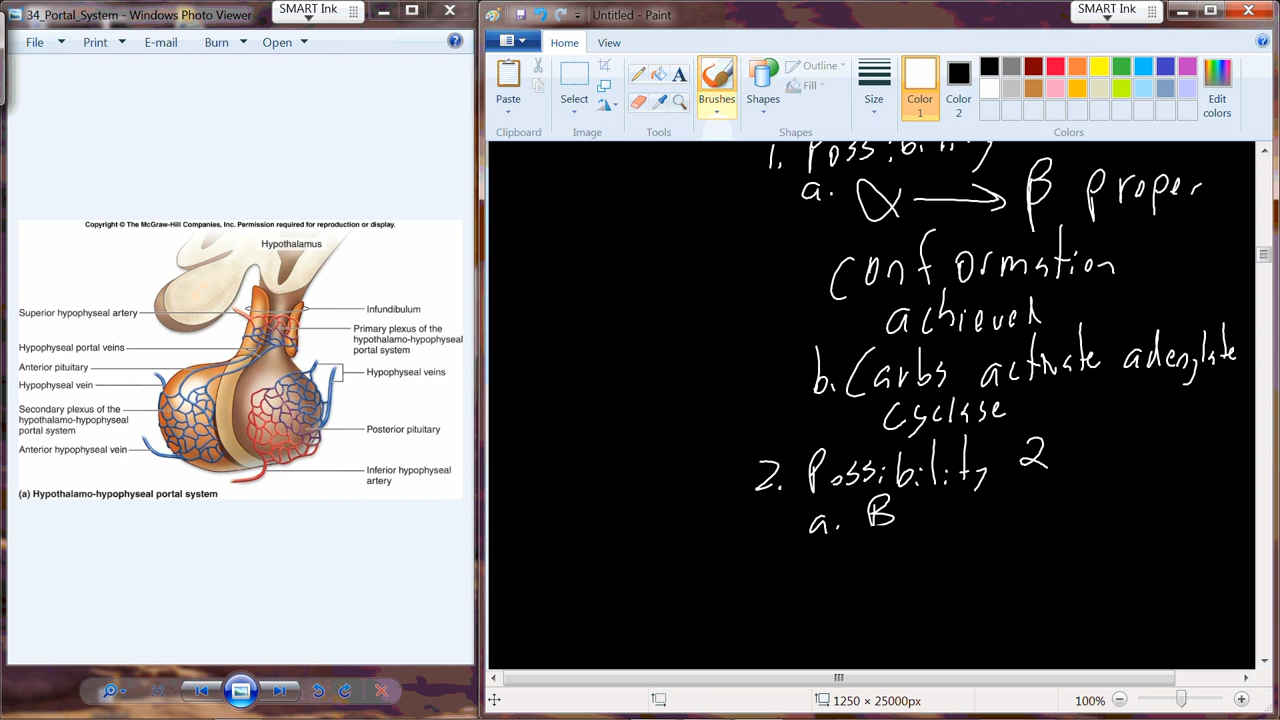 34_Portal_System - Windows Photo Viewer
SMART Ink
File Print E-mail Burn Open
Copyright © The McGraw-Hill Companies, Inc. Permission required for reproduction or display.
Hypothalamus
Superior hypophyseal artery
Hypophyseal portal veins
Anterior pituitary
Hypophyseal vein
Secondary plexus of the
hypothalamo-hypophyseal
portal system
Anterior hypophyseal vein
Infundibulum
Primary plexus of the
hypothalamo-hypophyseal
portal system
Hypophyseal veins
Posterior pituitary
Inferior hypophyseal
artery
(a) Hypothalamo-hypophyseal portal system
Untitled - Paint
SMART Ink
Home View
Paste
Select
Brushes
Shapes
Outline
Fill
Size
Color
1
Color
2
Edit
colors
Clipboard Image Tools Shapes Colors
1. Possibility
a. α → β proper
conformation
achieved
b. Carbs activate adenylate
cyclase
2. Possibility 2
a. B
1250 × 25000px
100%